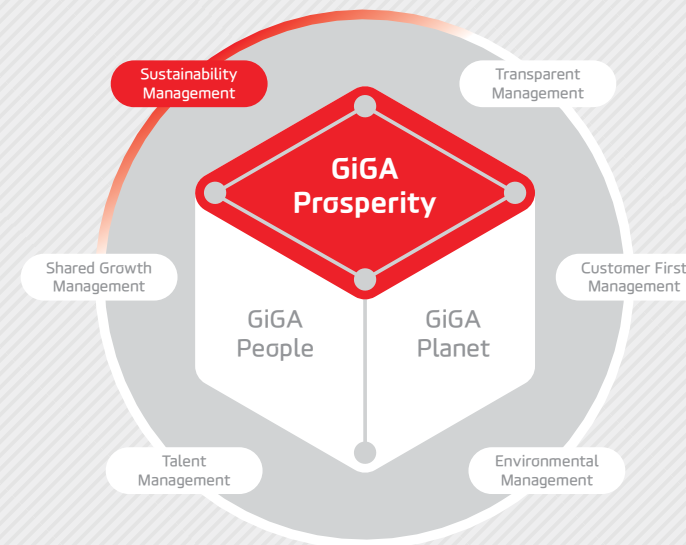 Sustainability
Management
Transparent
Management
GiGA
Prosperity
Shared Growth
Management
Customer First
Management
GiGA
People
GiGA
Planet
Talent
Management
Environmental
Management